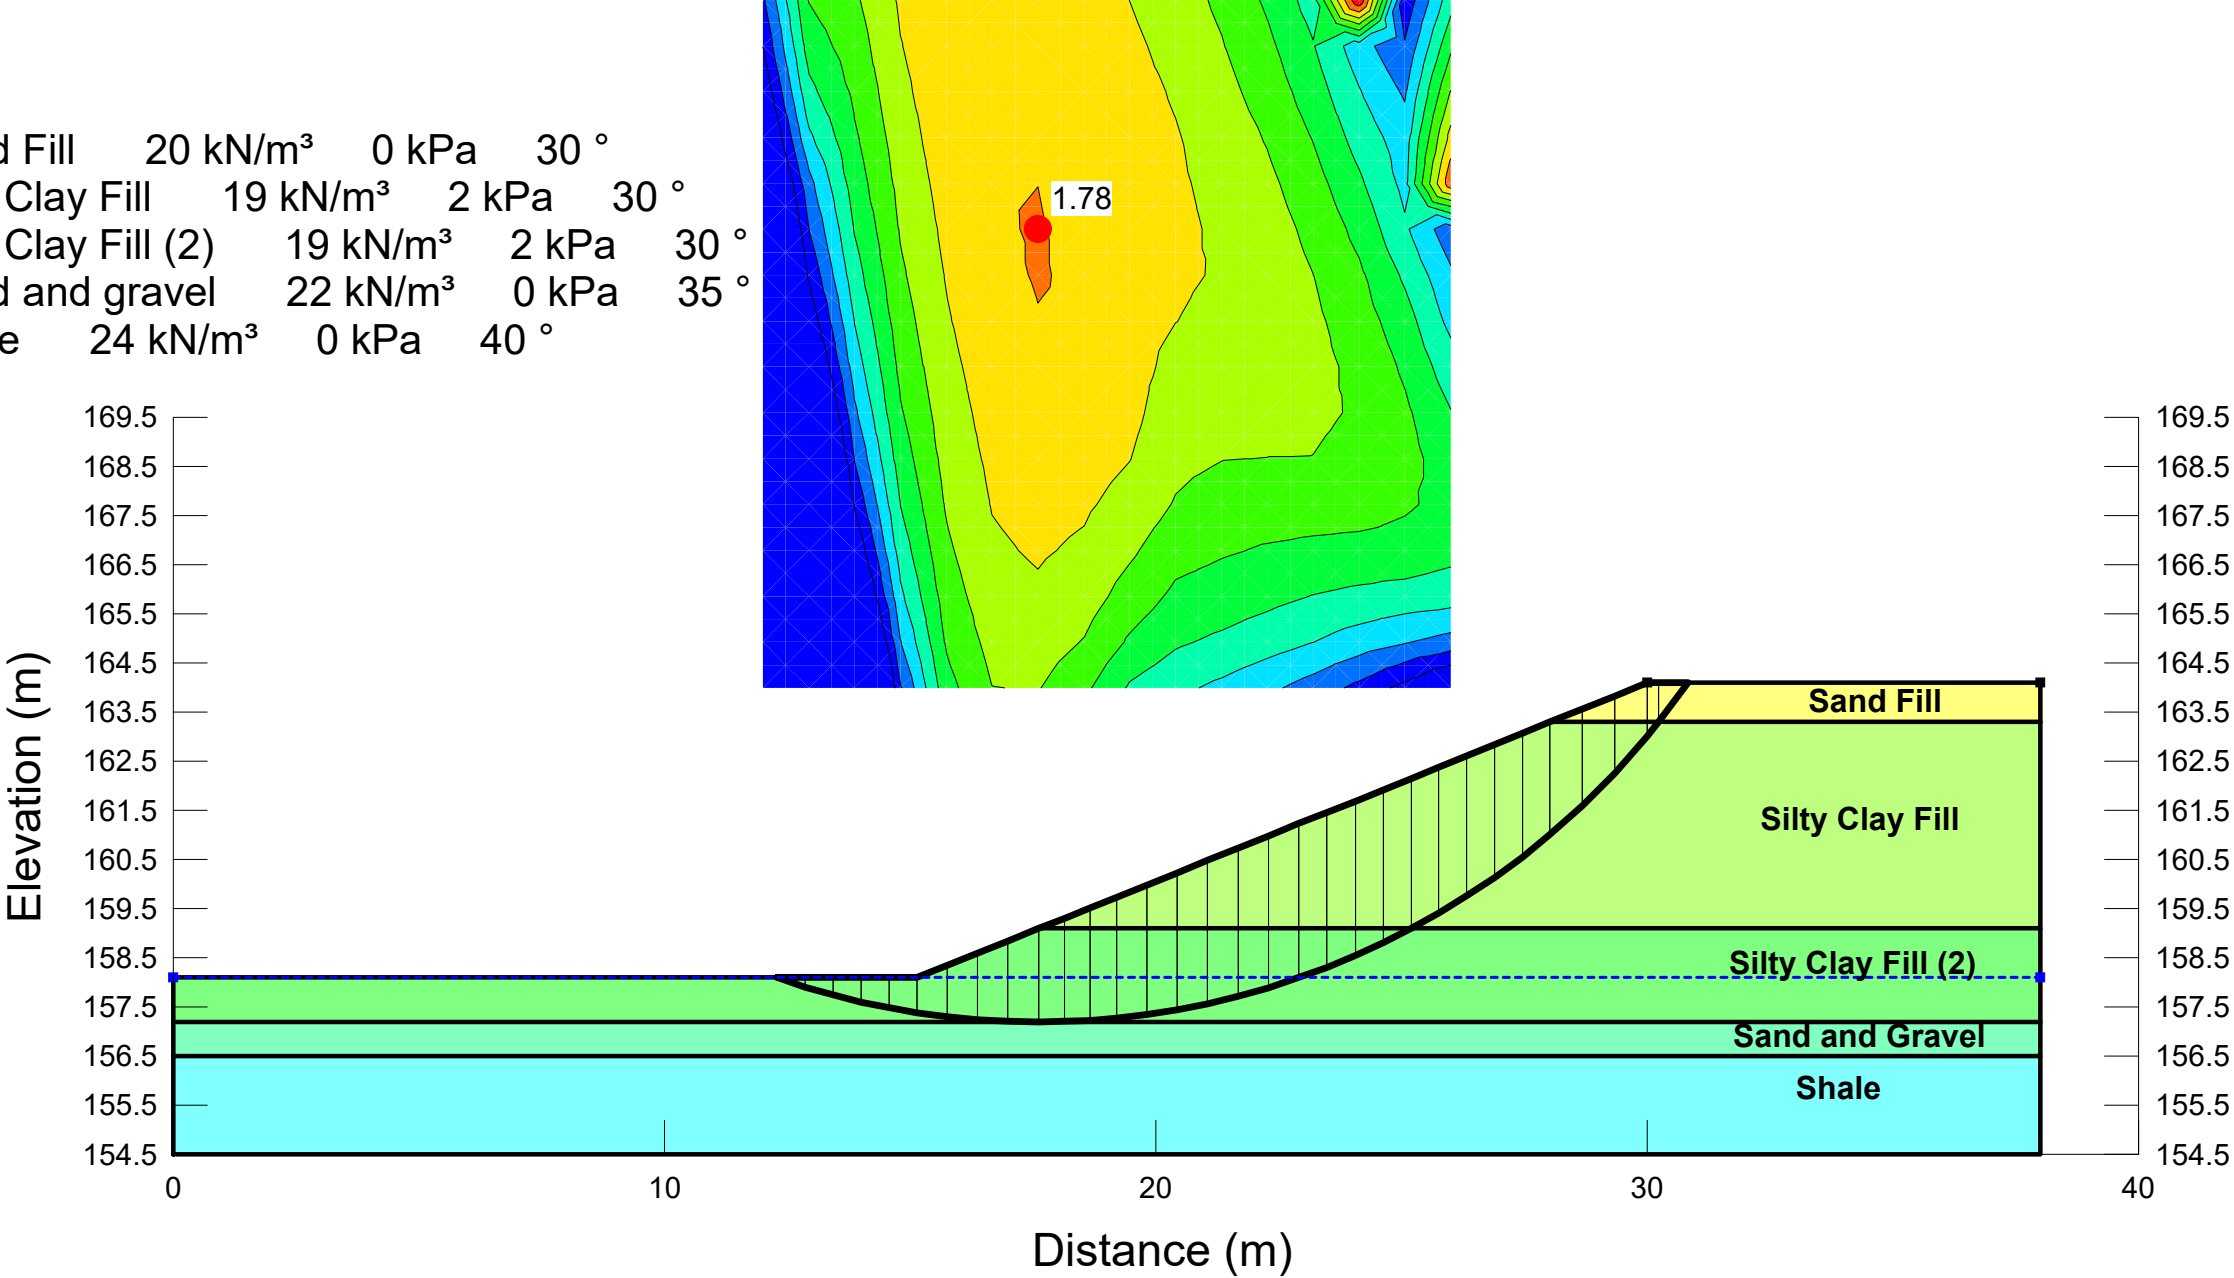 d Fill 20 kN/m³ 0 kPa 30 °
Clay Fill 19 kN/m³ 2 kPa 30 °
Clay Fill (2) 19 kN/m³ 2 kPa 30 °
d and gravel 22 kN/m³ 0 kPa 35 °
e 24 kN/m³ 0 kPa 40 °
1.78
169.5 169.5
168.5 168.5
167.5 167.5
166.5 166.5
165.5 165.5
164.5 164.5
163.5 163.5
162.5 162.5
161.5 161.5
160.5 160.5
159.5 159.5
158.5 158.5
157.5 157.5
156.5 156.5
155.5 155.5
154.5 154.5
Elevation (m)
Sand Fill
Silty Clay Fill
Silty Clay Fill (2)
Sand and Gravel
Shale
0 10 20 30 40
Distance (m)